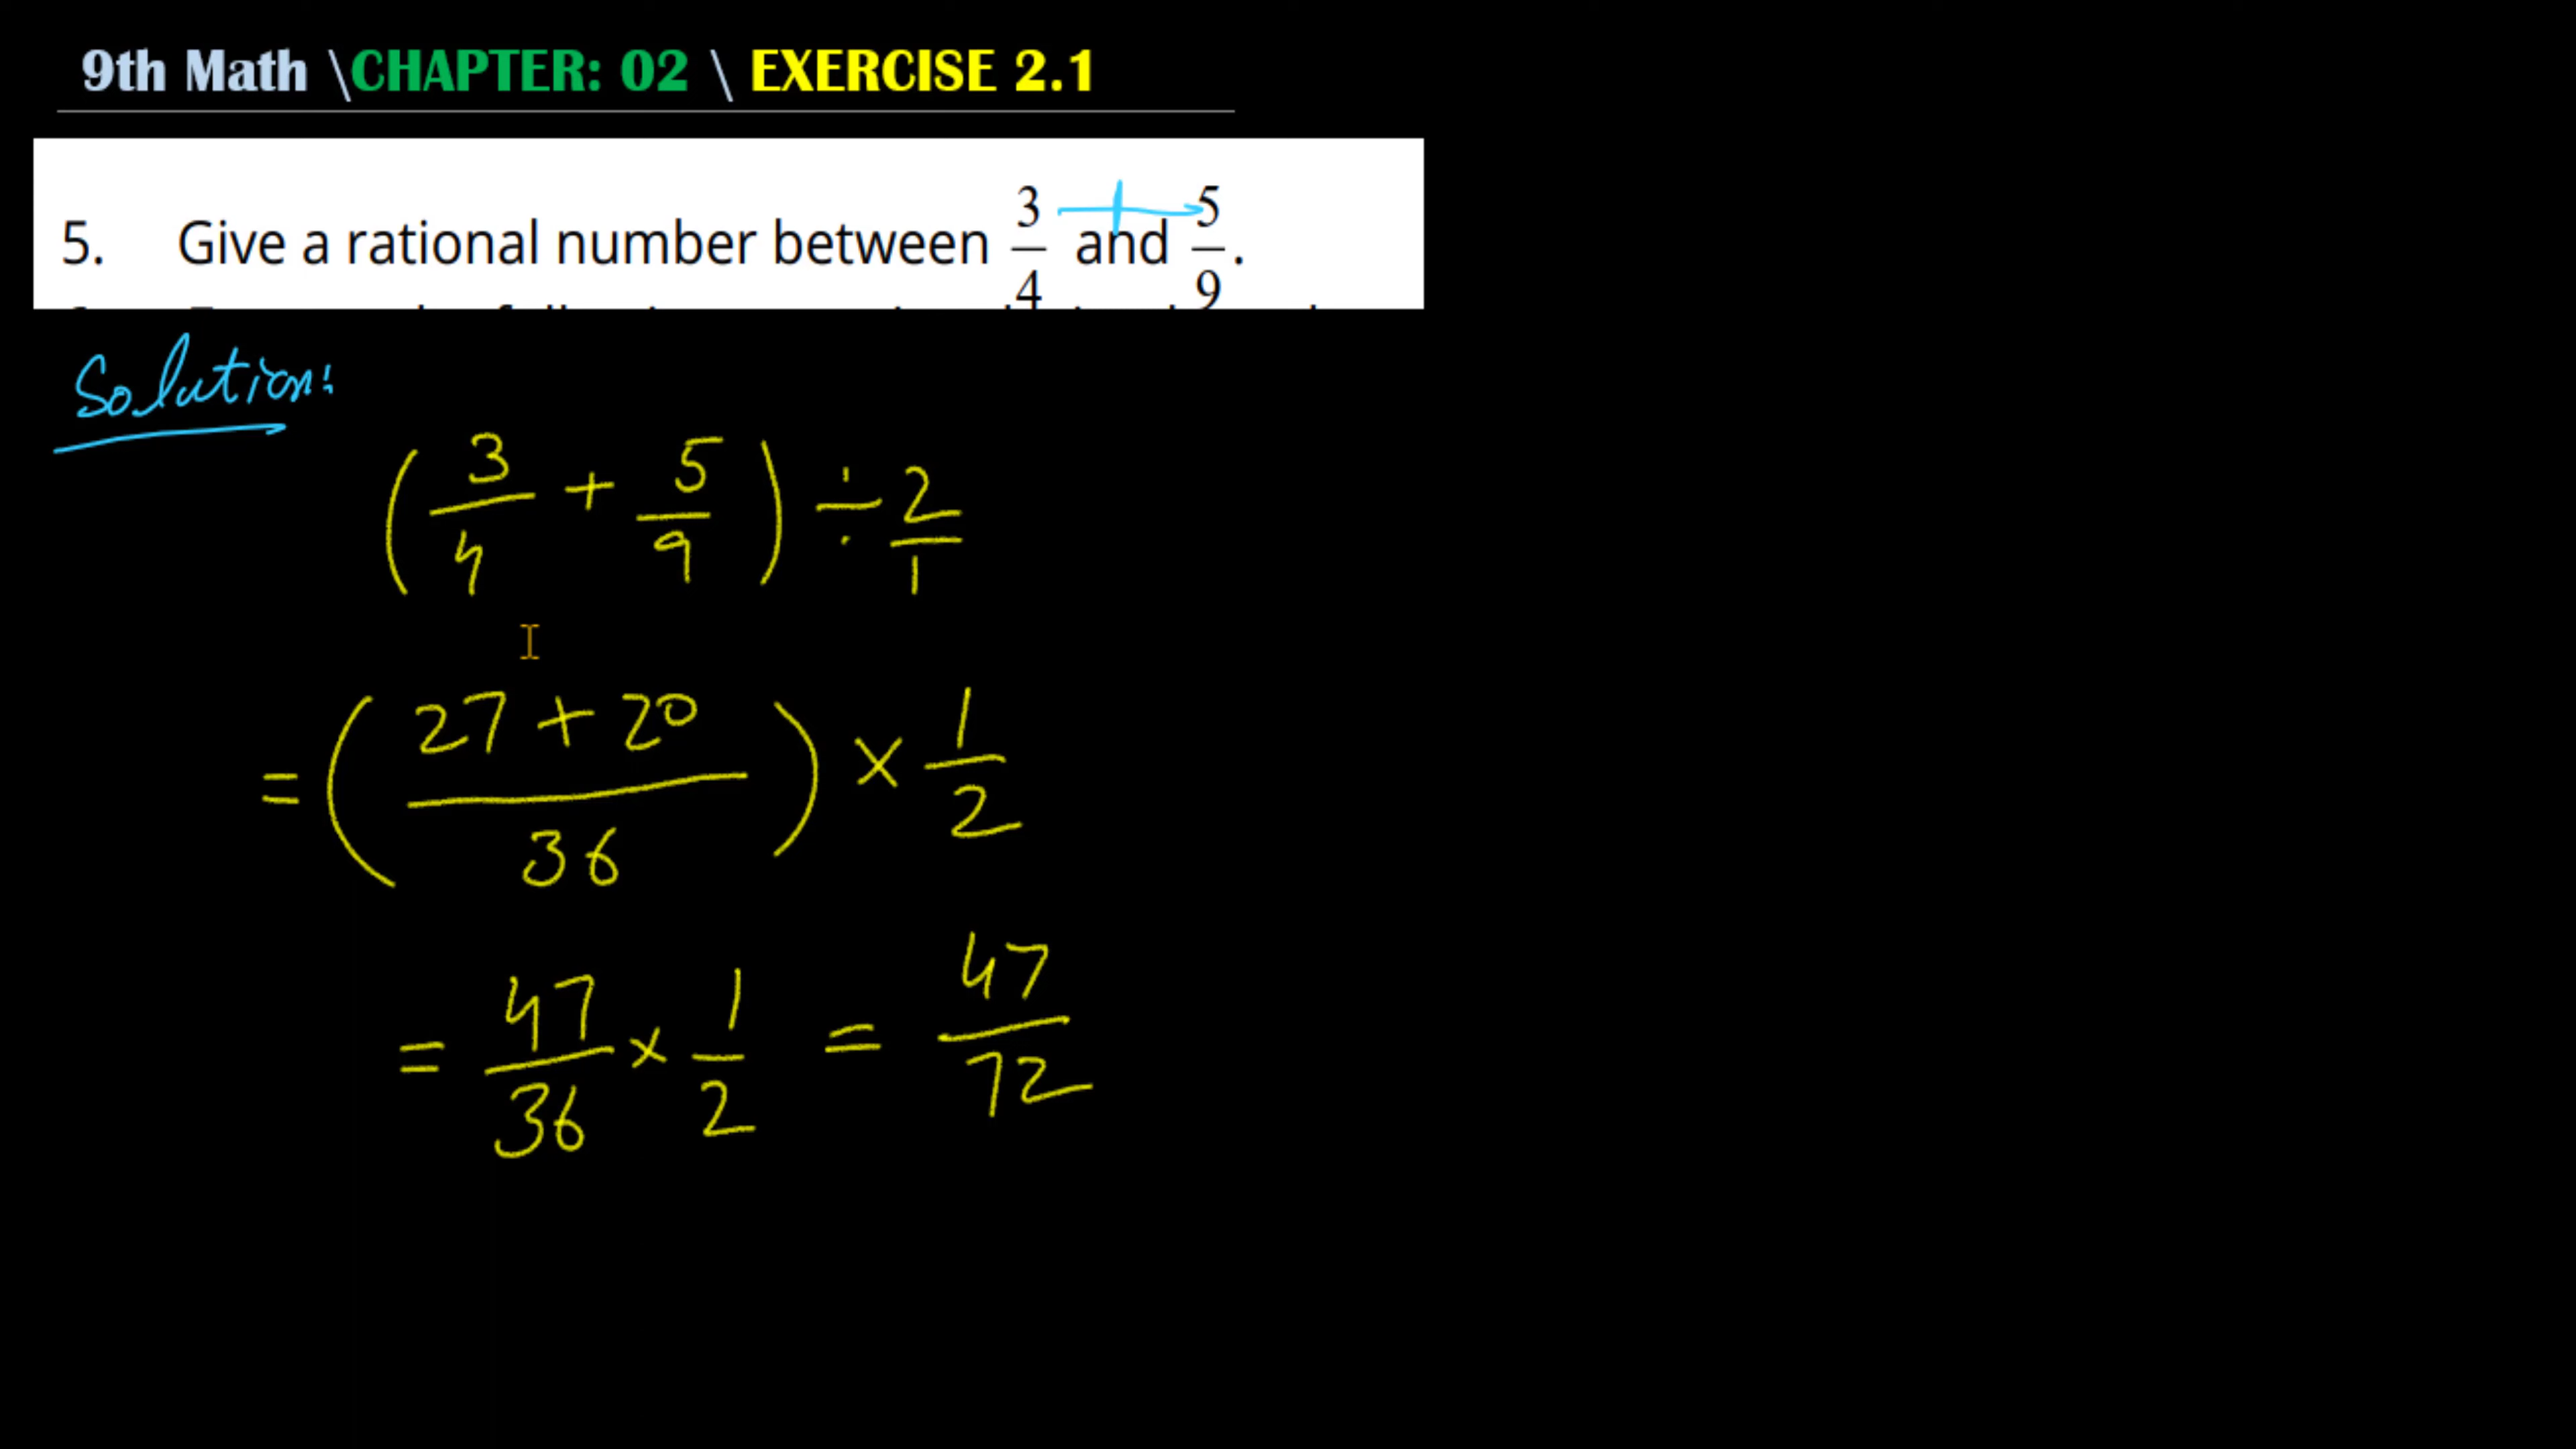 9th Math \CHAPTER: 02 \ EXERCISE 2.1
5. Give a rational number between 3/4 and 5/9.
Solution:
(3/4 + 5/9) ÷ 2/1
= (27 + 20 / 36) × 1/2
= 47/36 × 1/2 = 47/72